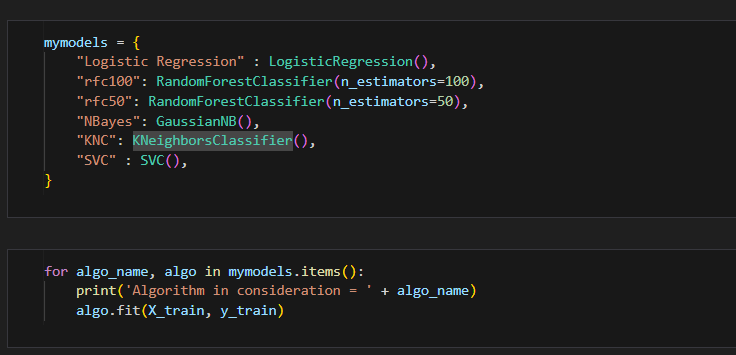 mymodels = {
    "Logistic Regression" : LogisticRegression(),
    "rfc100": RandomForestClassifier(n_estimators=100),
    "rfc50": RandomForestClassifier(n_estimators=50),
    "NBayes": GaussianNB(),
    "KNC": KNeighborsClassifier(),
    "SVC" : SVC(),
}
for algo_name, algo in mymodels.items():
    print('Algorithm in consideration = ' + algo_name)
    algo.fit(X_train, y_train)